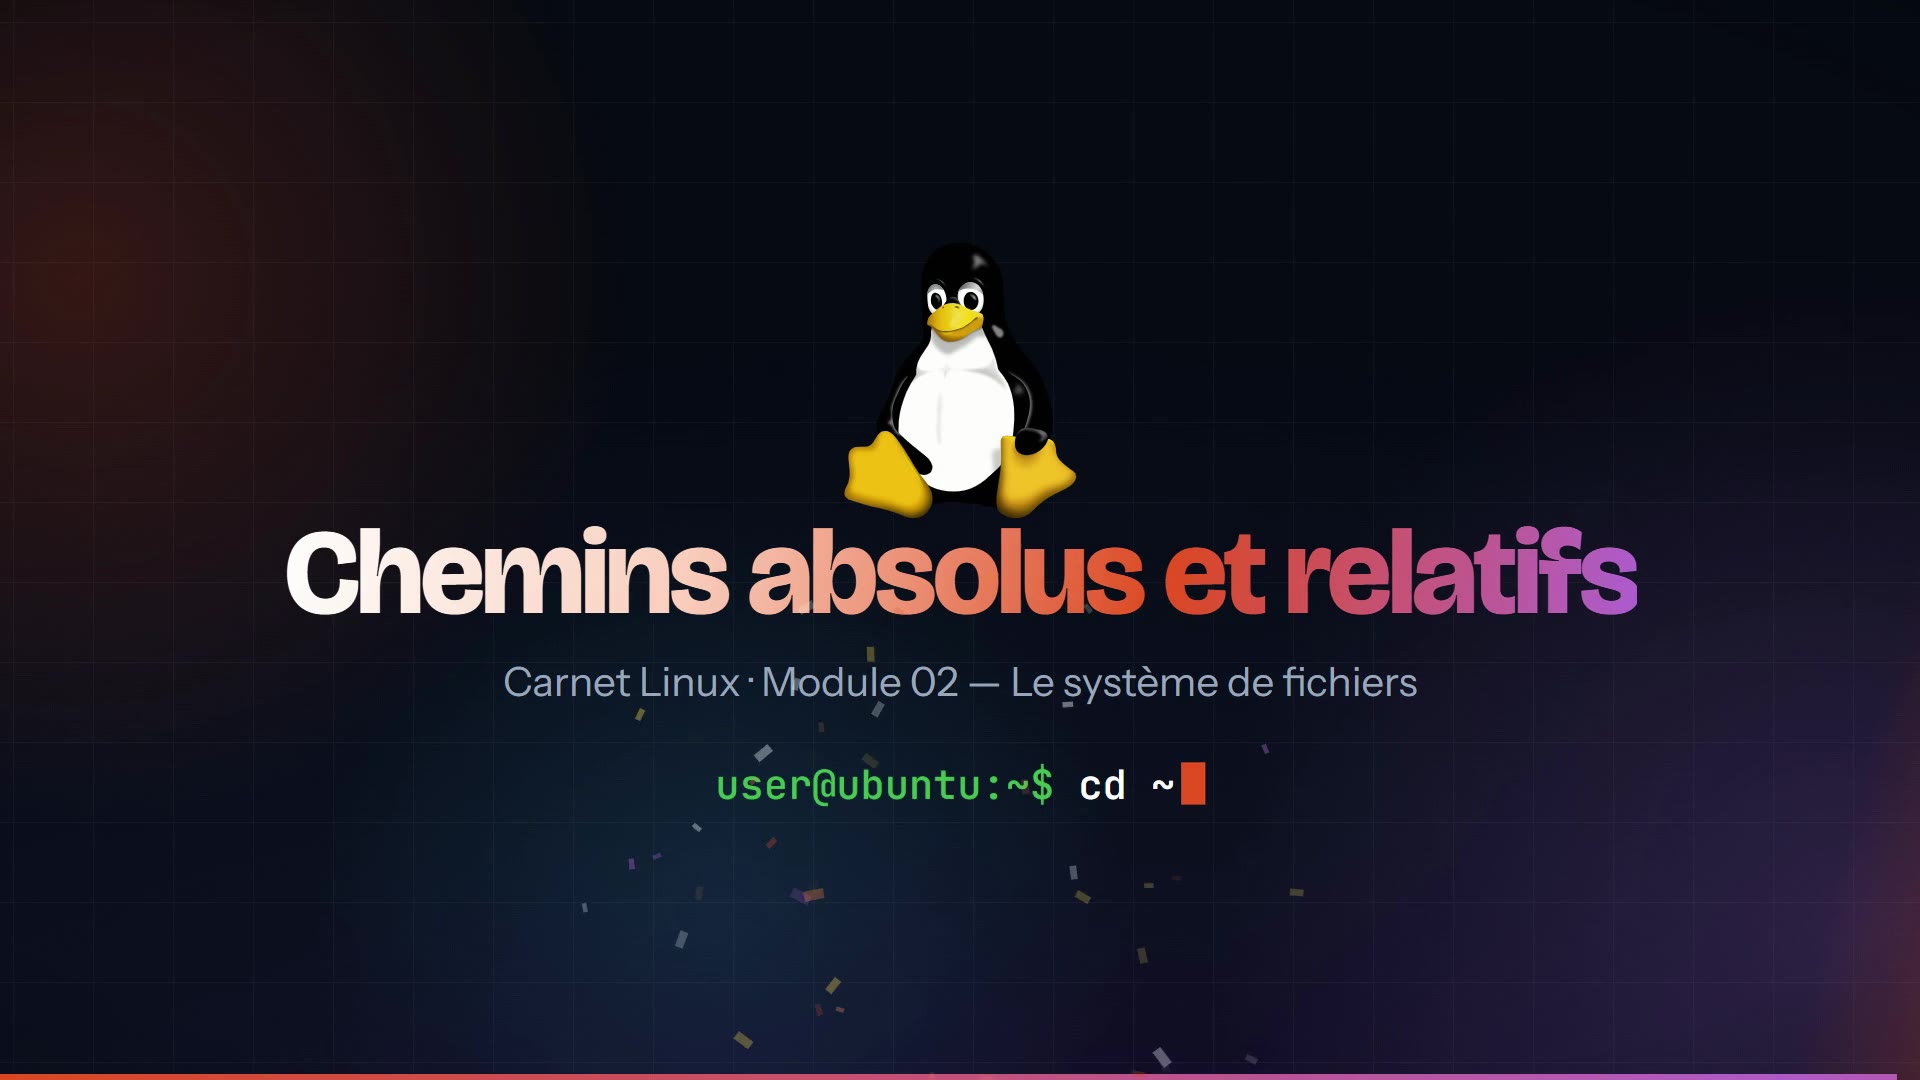 Chemins absolus et relatifs
Carnet Linux · Module 02 — Le système de fichiers
user@ubuntu:~$ cd ~